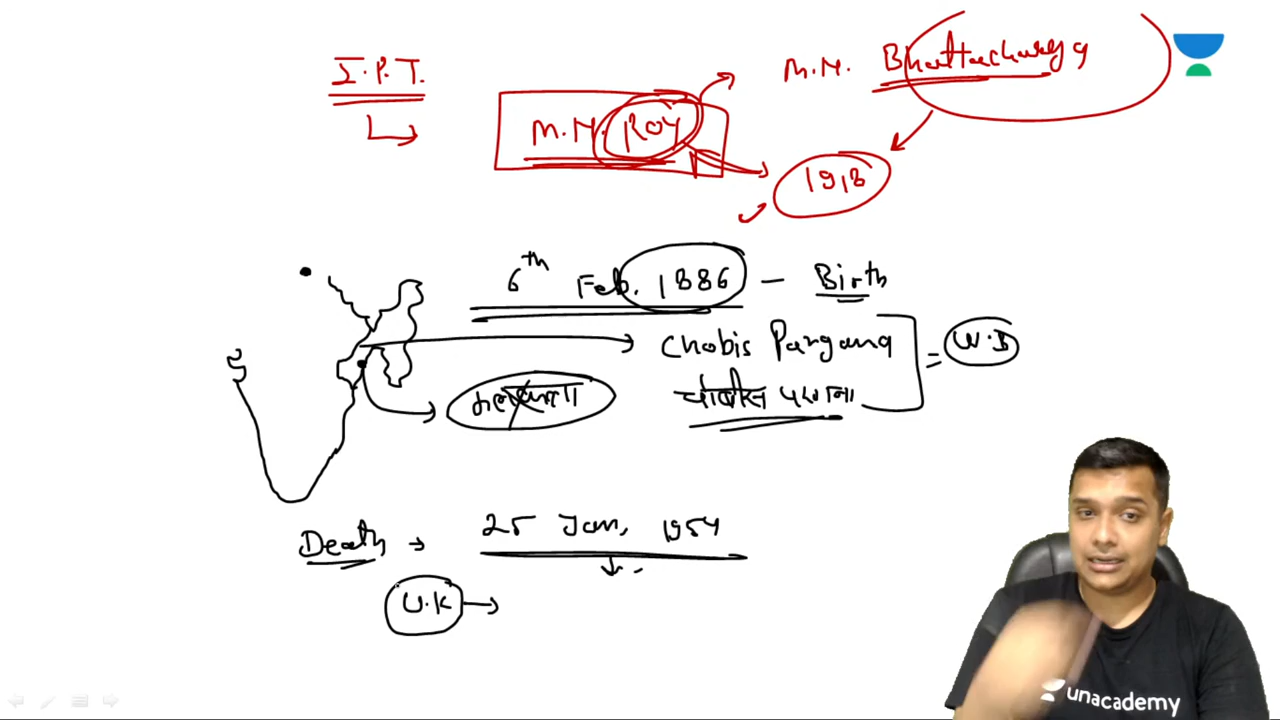 I.P.T.
M.N. Bhattacharya
M.N. ROY
1918
6th Feb. 1886 - Birth
Chobis Pargana = W.B
चौबीस परगना
Death → 25 Jan, 1954
U.K →
unacademy